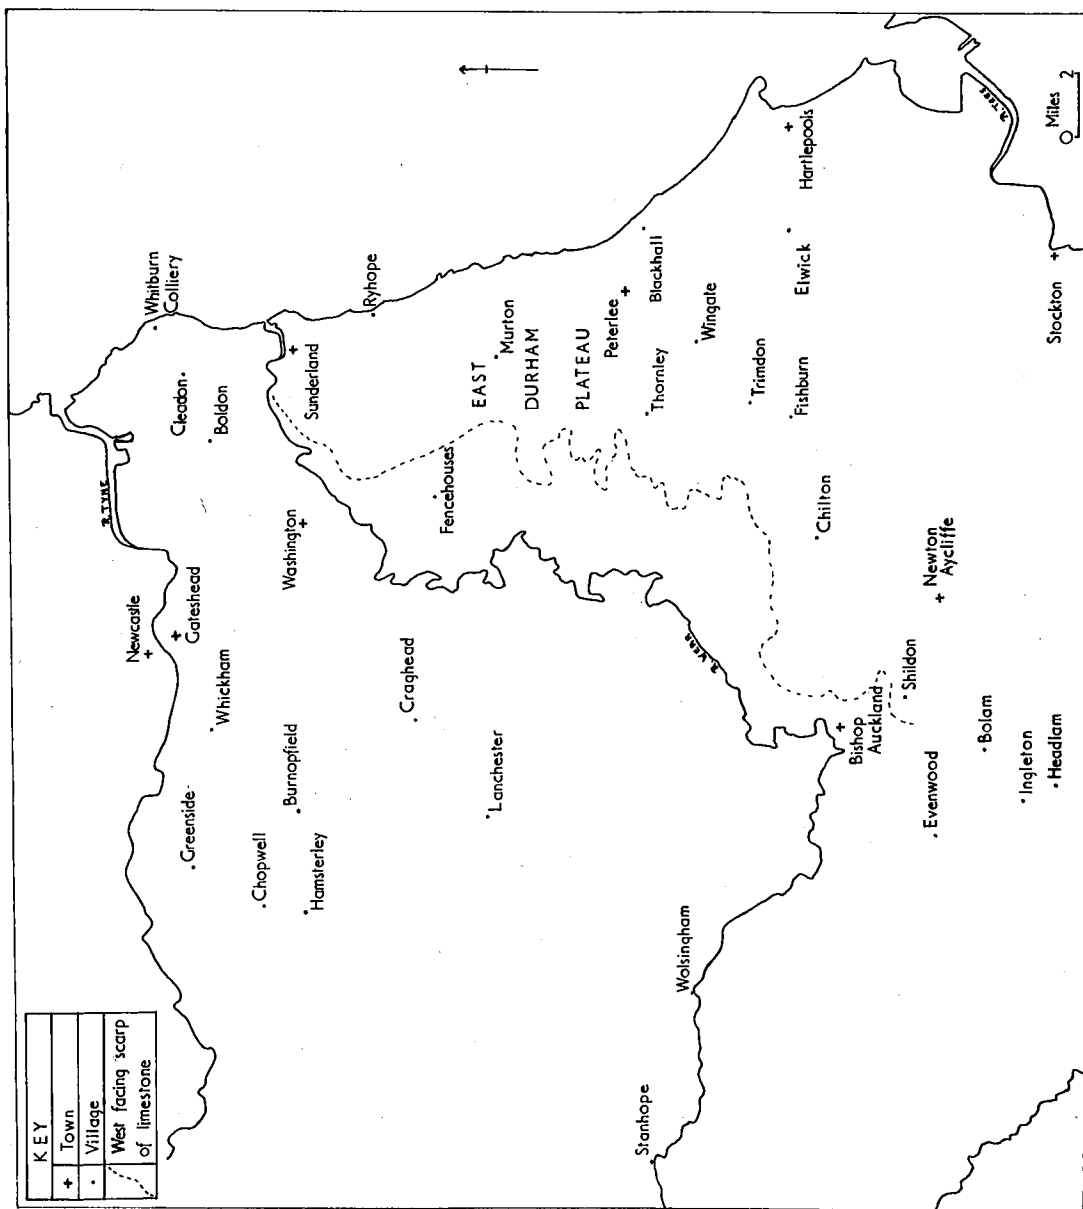 KEY
Town
Village
West facing scarp
of limestone
R. TYNE
Newcastle
Gateshead
Whickham
Greenside
Chopwell
Burnopfield
Hamsterley
Cleadon
Boldon
Whitburn
Colliery
Washington
Sunderland
Ryhope
Craghead
Fencehouses
Lanchester
EAST
Murton
DURHAM
PLATEAU
Peterlee
Blackhall
Thornley
Wingate
Trimdon
Fishburn
Elwick
Hartlepools
Stanhope
Wolsingham
R. WEAR
Bishop
Auckland
Chilton
Shildon
Newton
Aycliffe
Evenwood
Bolam
Ingleton
Headlam
Stockton
R. TEES
Miles
0 2